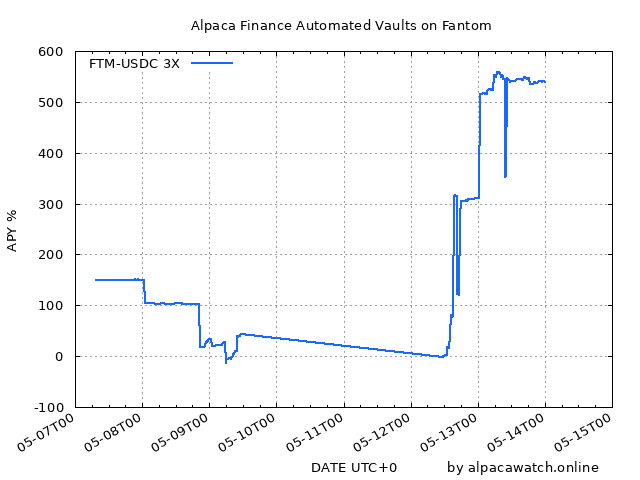 Alpaca Finance Automated Vaults on Fantom
FTM-USDC 3X
APY %
600
500
400
300
200
100
0
-100
05-07T00
05-08T00
05-09T00
05-10T00
05-11T00
05-12T00
05-13T00
05-14T00
05-15T00
DATE UTC+0
by alpacawatch.online